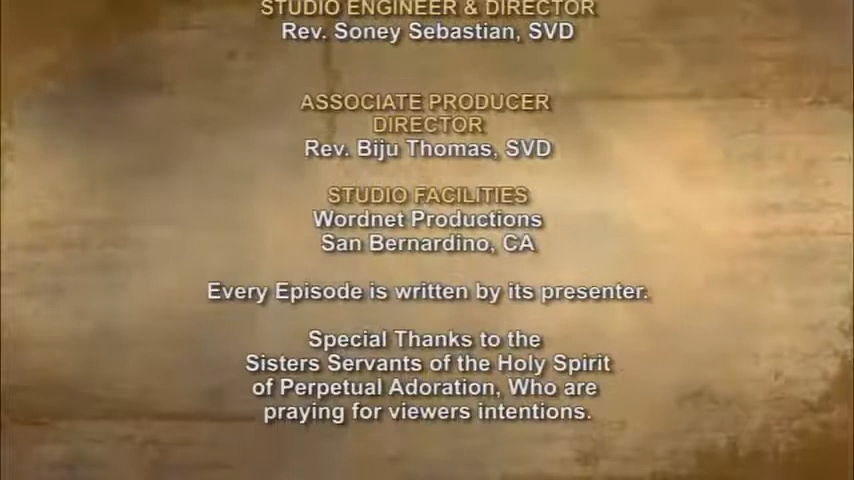 STUDIO ENGINEER & DIRECTOR
Rev. Soney Sebastian, SVD
ASSOCIATE PRODUCER
DIRECTOR
Rev. Biju Thomas, SVD
STUDIO FACILITIES
Wordnet Productions
San Bernardino, CA
Every Episode is written by its presenter.
Special Thanks to the
Sisters Servants of the Holy Spirit
of Perpetual Adoration, Who are
praying for viewers intentions.